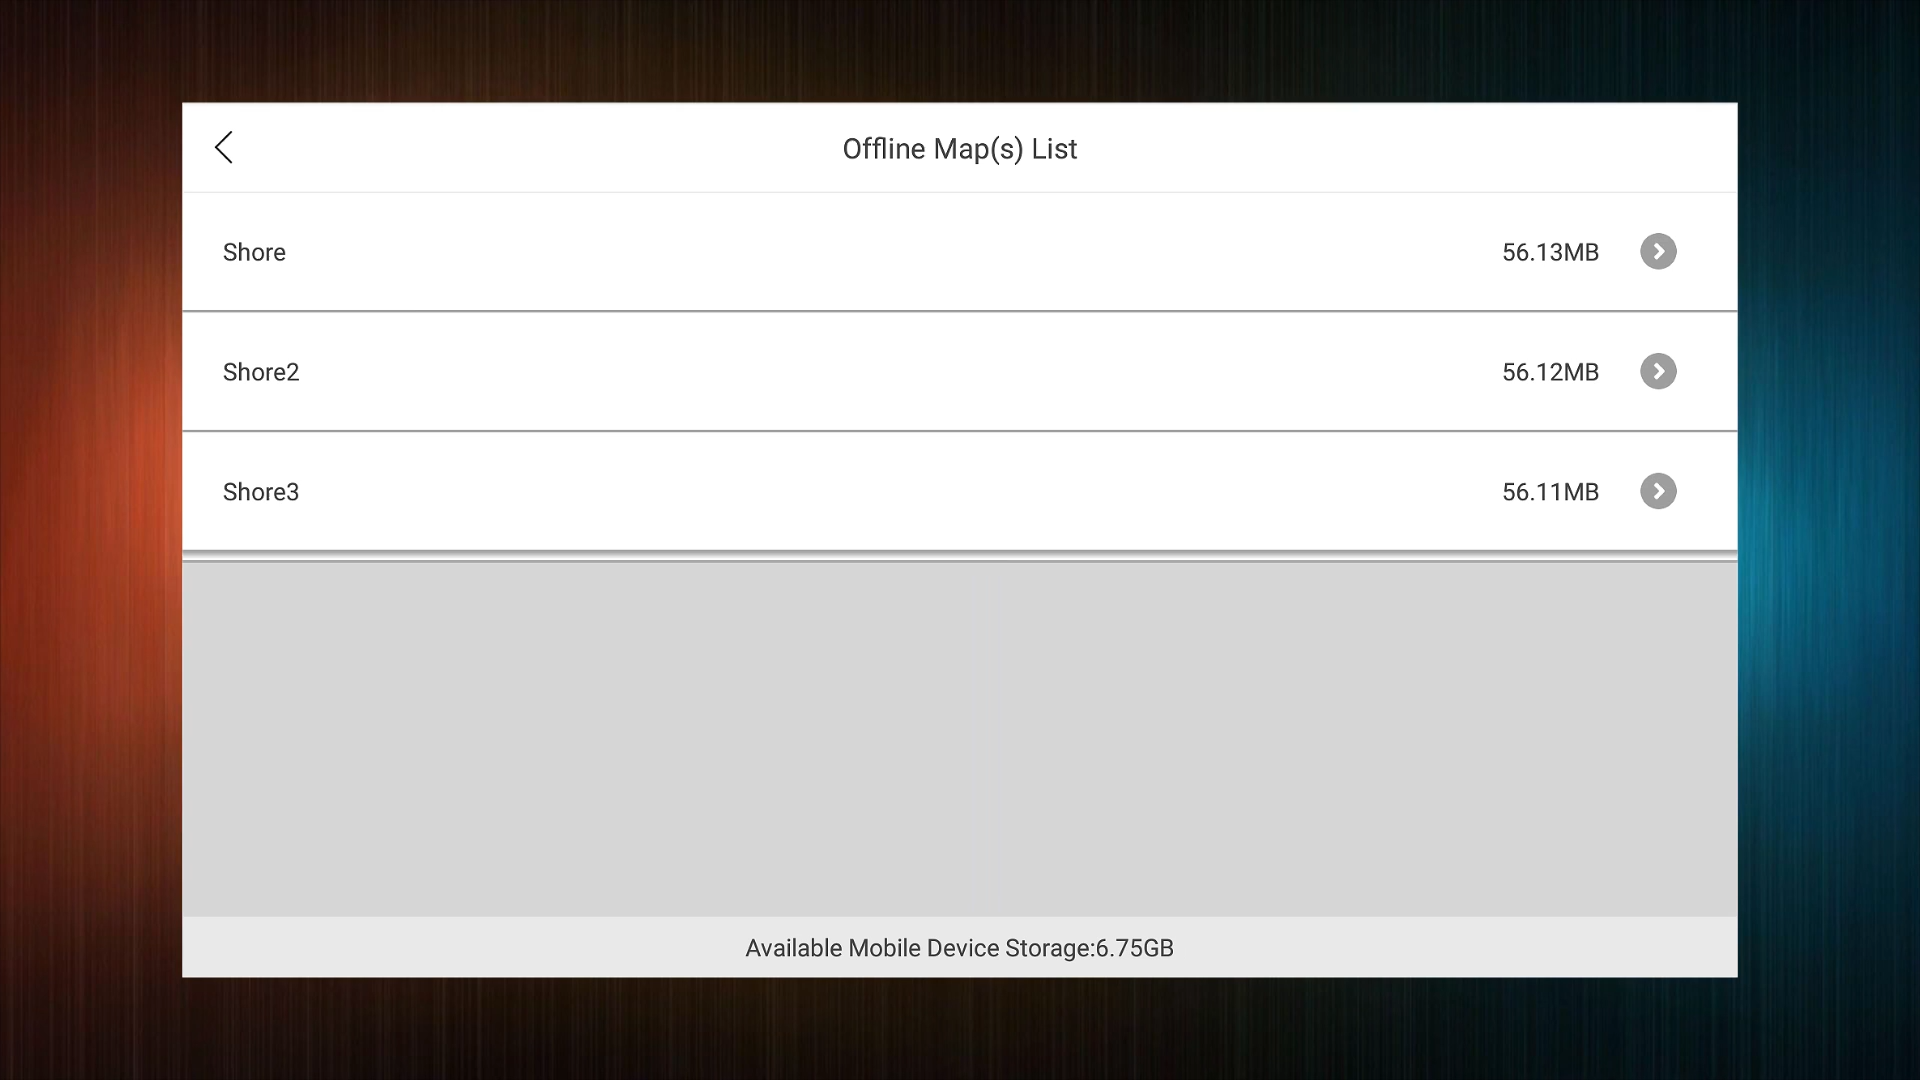 Offline Map(s) List
Shore 56.13MB
Shore2 56.12MB
Shore3 56.11MB
Available Mobile Device Storage:6.75GB